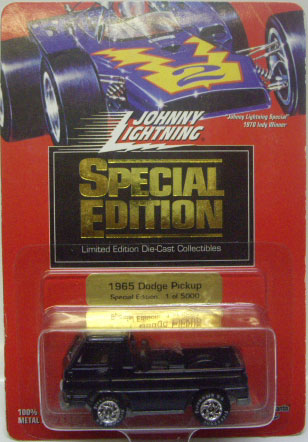 "Johnny Lightning Special"
1970 Indy Winner
JOHNNY
LIGHTNING
SPECIAL
EDITION
Limited Edition Die-Cast Collectibles
1965 Dodge Pickup
Special Edition 1 of 5000
100%
METAL